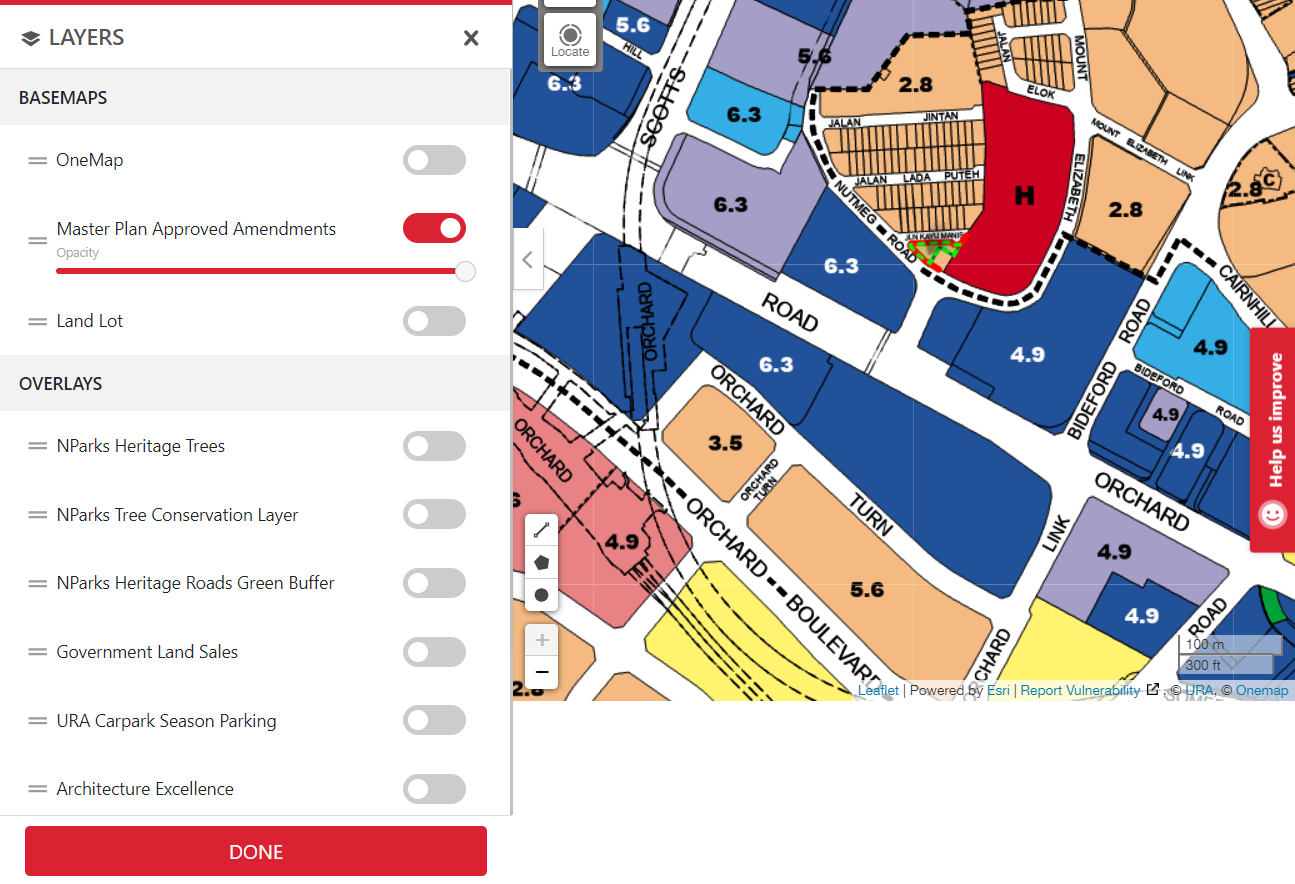 LAYERS
BASEMAPS
OneMap
Master Plan Approved Amendments
Opacity
Land Lot
OVERLAYS
NParks Heritage Trees
NParks Tree Conservation Layer
NParks Heritage Roads Green Buffer
Government Land Sales
URA Carpark Season Parking
Architecture Excellence
DONE
Locate
5.6
HILL
6.3
SCOTTS
5.6
6.3
2.8
JALAN
MOUNT
ELOK
JALAN JINTAN
JALAN LADA PUTEH
MOUNT ELIZABETH LINK
ELIZABETH
H
2.8
2.8
C
6.3
NUTMEG ROAD
JLN KAYU MANIS
6.3
ORCHARD
ROAD
CAIRNHILL
ROAD
BIDEFORD
4.9
4.9
6.3
BIDEFORD ROAD
4.9
4.9
ORCHARD TURN
3.5
ORCHARD TURN
ORCHARD
4.9
ORCHARD BOULEVARD
5.6
ORCHARD
LINK
4.9
4.9
ROAD
ORCHARD
2.8
100 m
300 ft
Leaflet | Powered by Esri | Report Vulnerability , © URA, © Onemap
Help us improve